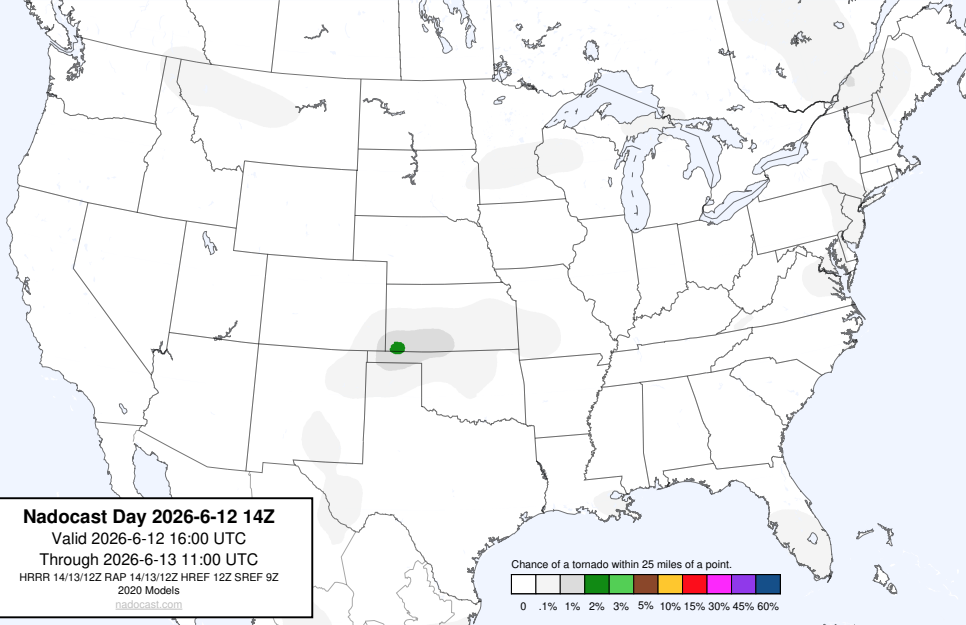 Nadocast Day 2026-6-12 14Z
Valid 2026-6-12 16:00 UTC
Through 2026-6-13 11:00 UTC
HRRR 14/13/12Z RAP 14/13/12Z HREF 12Z SREF 9Z
2020 Models
nadocast.com
Chance of a tornado within 25 miles of a point.
0 .1% 1% 2% 3% 5% 10% 15% 30% 45% 60%